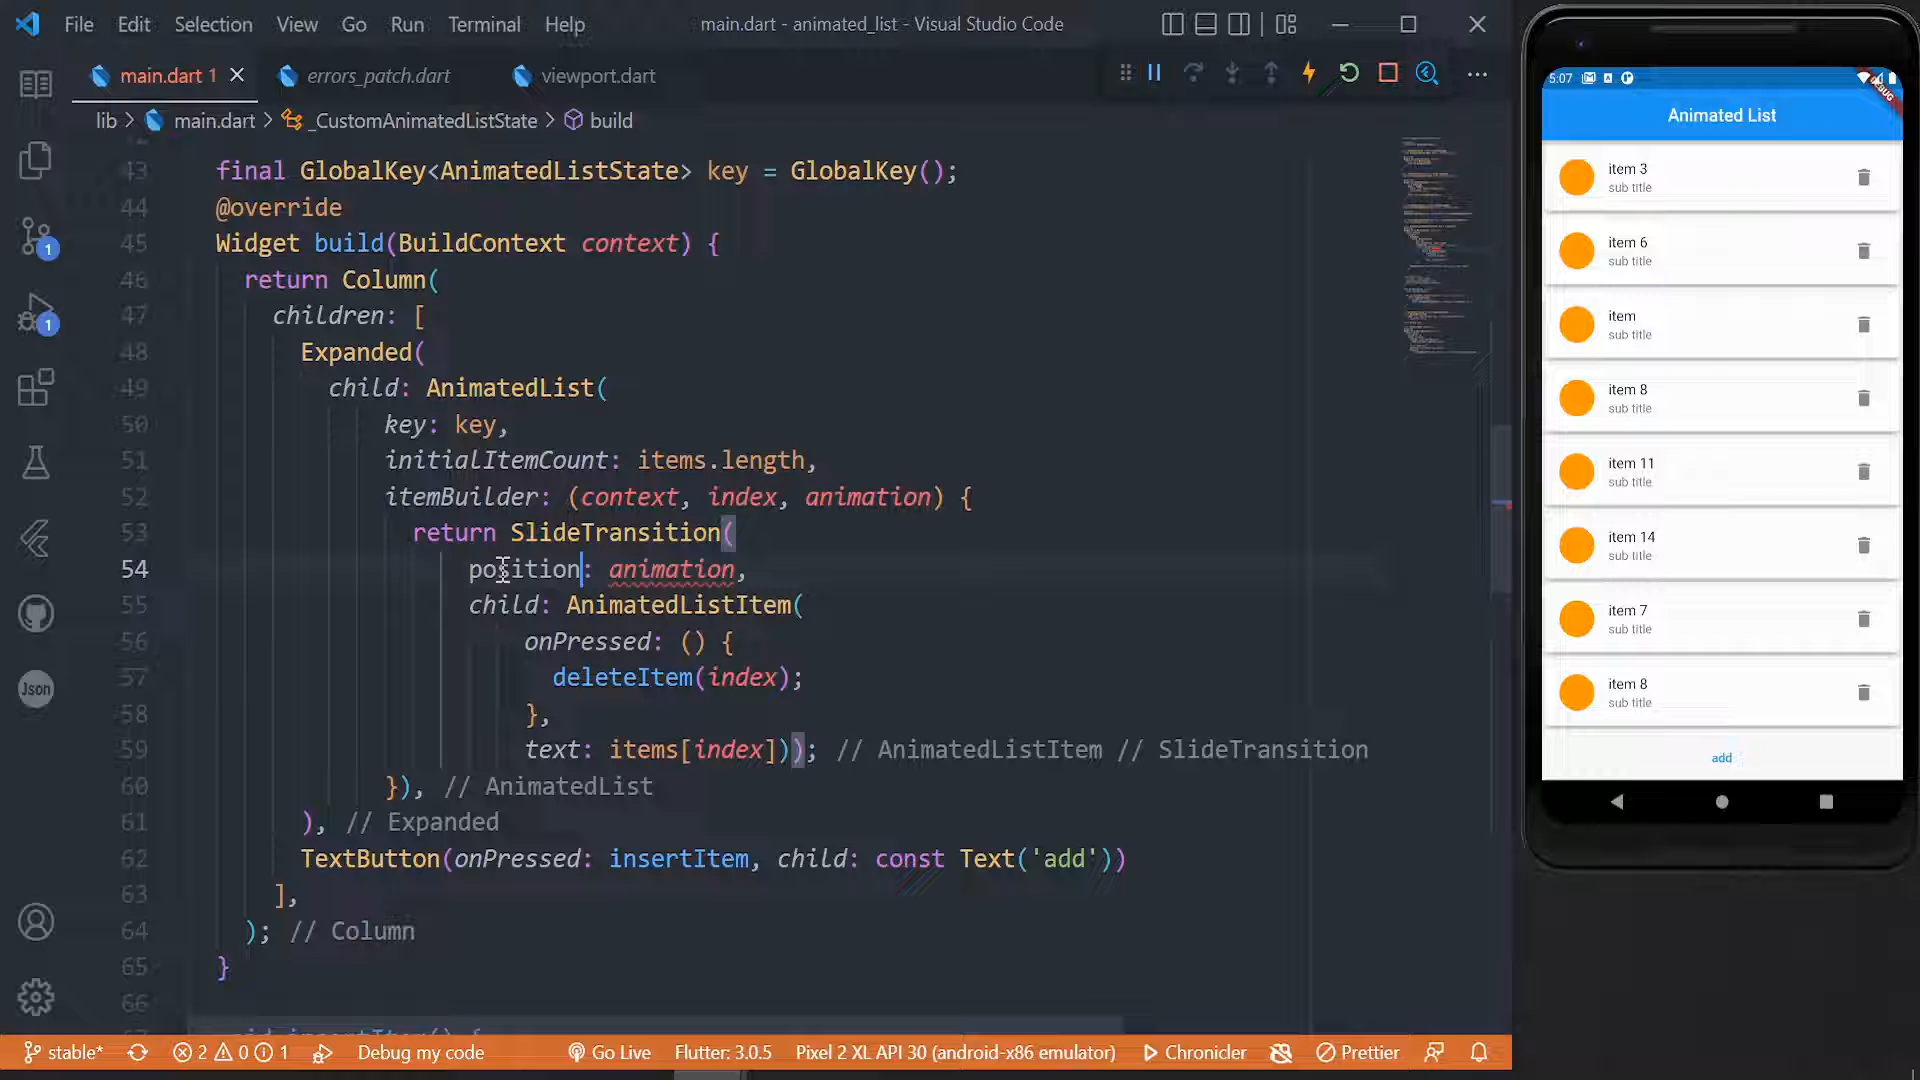 File Edit Selection View Go Run Terminal Help main.dart - animated_list - Visual Studio Code
main.dart 1 errors_patch.dart viewport.dart
lib > main.dart > _CustomAnimatedListState > build
43 final GlobalKey<AnimatedListState> key = GlobalKey();
44 @override
45 Widget build(BuildContext context) {
46 return Column(
47 children: [
48 Expanded(
49 child: AnimatedList(
50 key: key,
51 initialItemCount: items.length,
52 itemBuilder: (context, index, animation) {
53 return SlideTransition(
54 position: animation,
55 child: AnimatedListItem(
56 onPressed: () {
57 deleteItem(index);
58 },
59 text: items[index])); // AnimatedListItem // SlideTransition
60 }), // AnimatedList
61 ), // Expanded
62 TextButton(onPressed: insertItem, child: const Text('add'))
63 ],
64 ); // Column
65 }
66
1
1
Json
stable* 2 0 1 Debug my code Go Live Flutter: 3.0.5 Pixel 2 XL API 30 (android-x86 emulator) Chronicler Prettier
5:07
DEBUG
Animated List
item 3
sub title
item 6
sub title
item
sub title
item 8
sub title
item 11
sub title
item 14
sub title
item 7
sub title
item 8
sub title
add